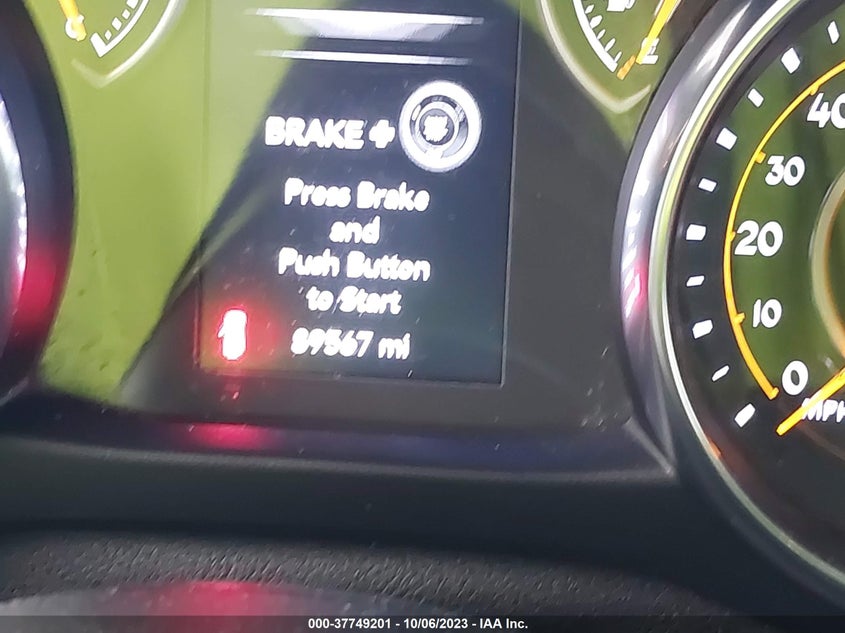 C
E
BRAKE +
Press Brake
and
Push Button
to Start
89567 mi
40
30
20
10
0
MPH
000-37749201 - 10/06/2023 - IAA Inc.